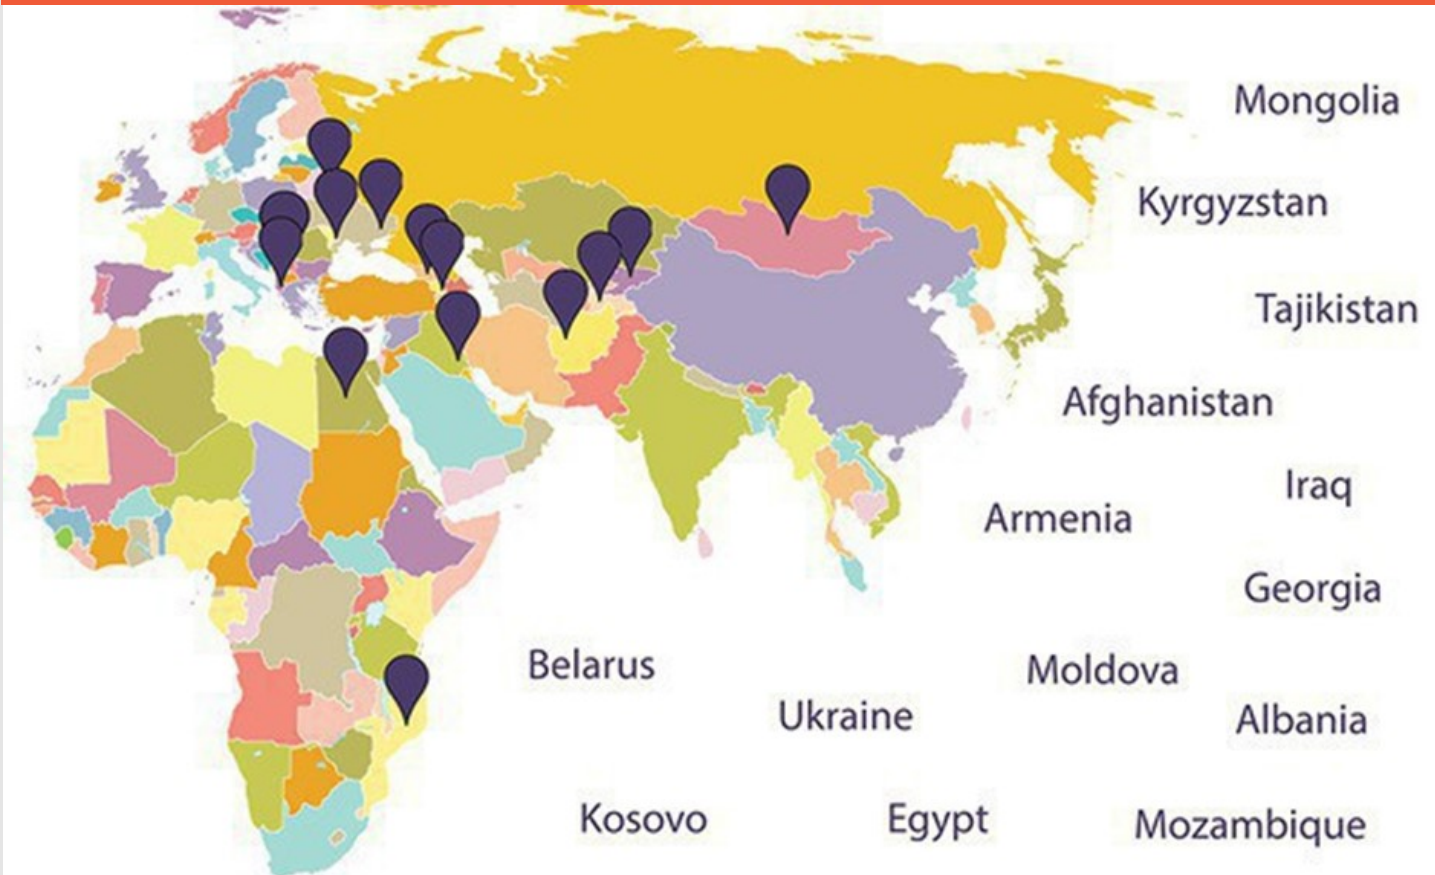 Mongolia
Kyrgyzstan
Tajikistan
Afghanistan
Iraq
Armenia
Georgia
Belarus
Moldova
Ukraine
Albania
Kosovo
Egypt
Mozambique